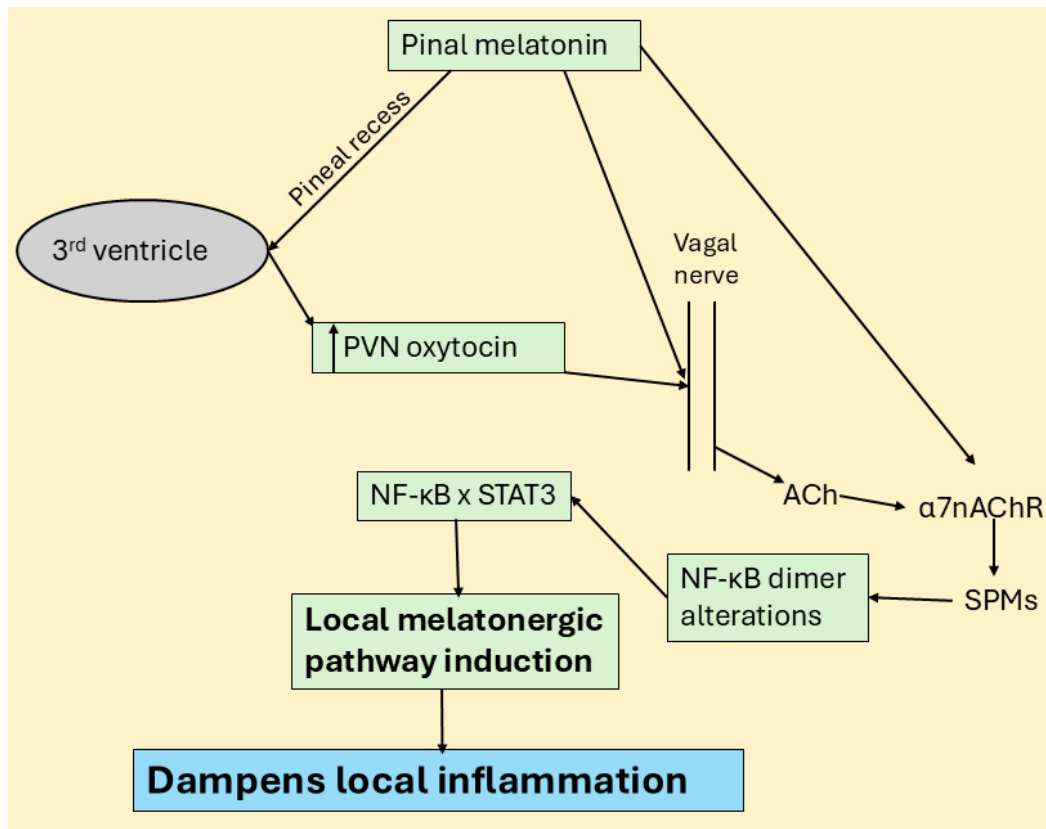 Pinal melatonin
Pineal recess
3rd ventricle
Vagal
nerve
PVN oxytocin
NF-κB x STAT3
ACh
α7nAChR
NF-κB dimer
alterations
SPMs
Local melatonergic
pathway induction
Dampens local inflammation